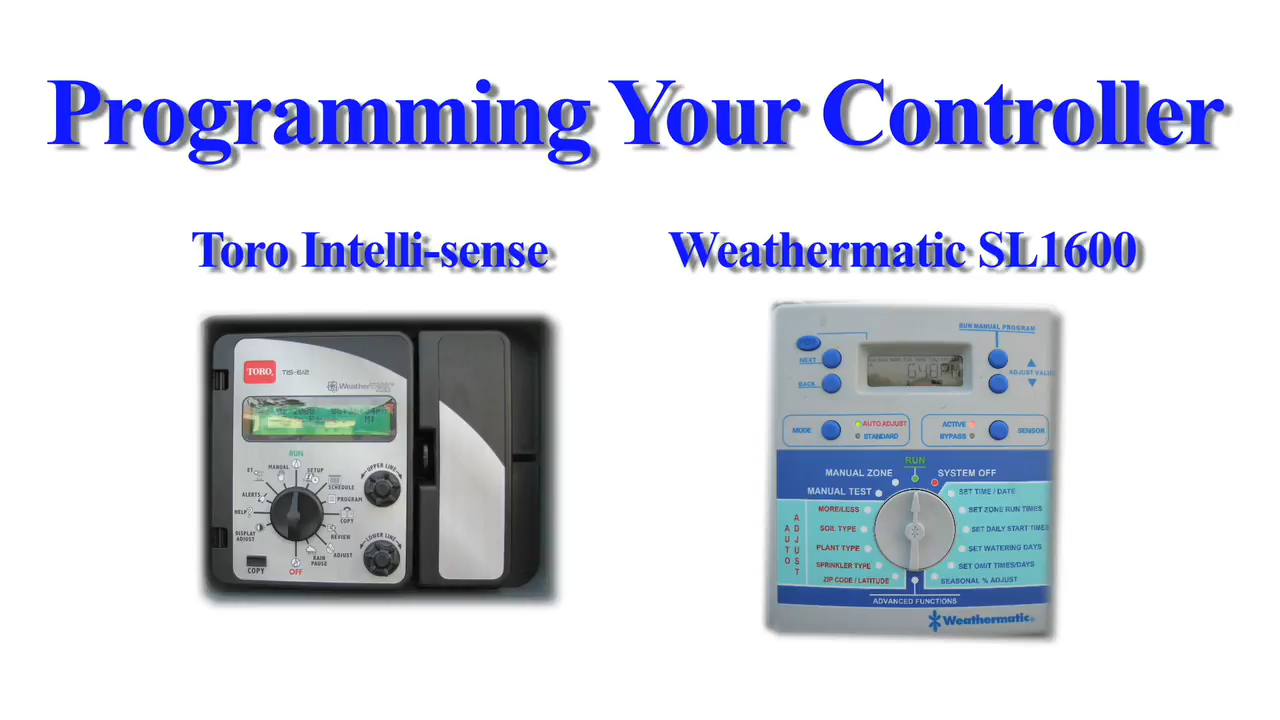 Programming Your Controller
Toro Intelli-sense
Weathermatic SL1600
TORO
TIS-612
RUN
MANUAL
SETUP
ET
SCHEDULE
UPPER LINE
ALERTS
PROGRAM
HELP
COPY
DISPLAY
ADJUST
REVIEW
LOWER LINE
ADJUST
RAIN
PAUSE
OFF
COPY
RUN MANUAL PROGRAM
NEXT
BACK
6:48PM
ADJUST VALUE
MODE
AUTO ADJUST
STANDARD
ACTIVE
BYPASS
SENSOR
RUN
MANUAL ZONE
SYSTEM OFF
MANUAL TEST
SET TIME / DATE
MORE/LESS
SET ZONE RUN TIMES
SOIL TYPE
SET DAILY START TIMES
PLANT TYPE
SET WATERING DAYS
SPRINKLER TYPE
SET OMIT TIMES/DAYS
ZIP CODE / LATITUDE
SEASONAL % ADJUST
AUTO
ADJUST
ADVANCED FUNCTIONS
Weathermatic